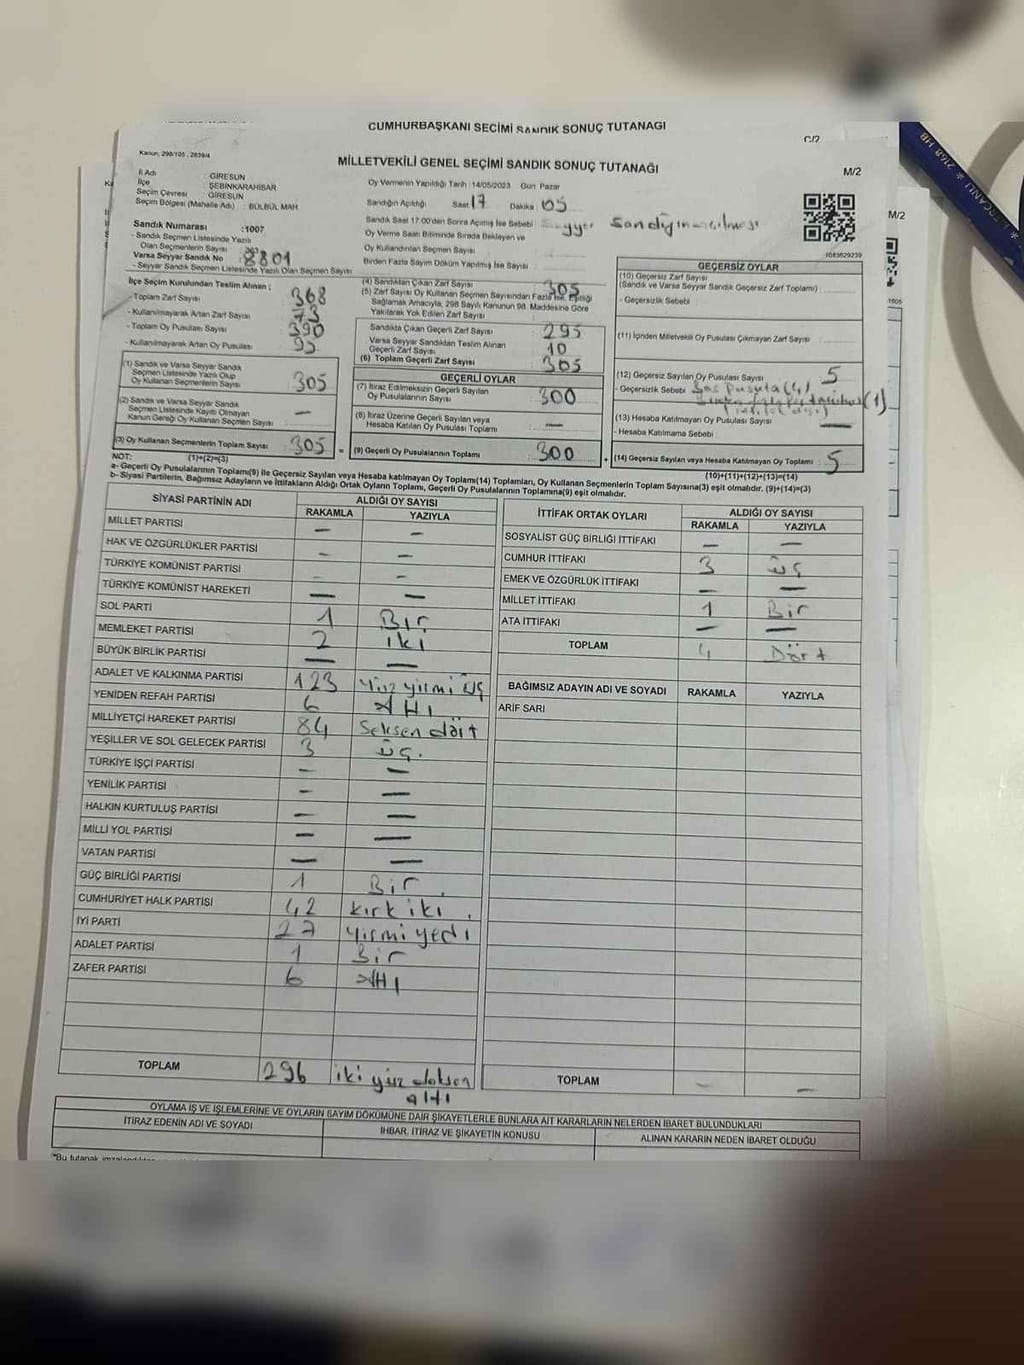 CUMHURBAŞKANI SEÇİMİ SANDIK SONUÇ TUTANAĞI
C/2
Kanun: 298/105 , 2839/4
MİLLETVEKİLİ GENEL SEÇİMİ SANDIK SONUÇ TUTANAĞI
M/2
İl Adı GİRESUN
İlçe ŞEBİNKARAHİSAR
Seçim Çevresi GİRESUN
Seçim Bölgesi (Mahalle Adı) : BÜLBÜL MAH
Oy Vermenin Yapıldığı Tarih :14/05/2023 Gün: Pazar
Sandığın Açıldığı Saat 17 Dakika 05
M/2
Sandık Numarası :1007
- Sandık Seçmen Listesinde Yazılı
Olan Seçmenlerin Sayısı
Varsa Seyyar Sandık No 8801
- Seyyar Sandık Seçmen Listesinde Yazılı Olan Seçmen Sayısı
Sandık Saat 17.00'den Sonra Açılmış İse Sebebi Seyyar Sandığın açılması
Oy Verme Saati Bitiminde Sırada Bekleyen ve
Oy Kullandırılan Seçmen Sayısı
Birden Fazla Sayım Döküm Yapılmış İse Sayısı
İlçe Seçim Kurulundan Teslim Alınan ;
- Toplam Zarf Sayısı 368
- Kullanılmayarak Artan Zarf Sayısı 73
- Toplam Oy Pusulası Sayısı 390
- Kullanılmayarak Artan Oy Pusulası
(1) Sandık ve Varsa Seyyar Sandık
Seçmen Listesinde Yazılı Olup
Oy Kullanan Seçmenlerin Sayısı 305
(2) Sandık ve Varsa Seyyar Sandık
Seçmen Listesinde Kayıtlı Olmayan
Kanun Gereği Oy Kullanan Seçmen Sayısı —
(3) Oy Kullanan Seçmenlerin Toplam Sayısı 305
(4) Sandıktan Çıkan Zarf Sayısı 305
(5) Zarf Sayısı Oy Kullanan Seçmen Sayısından Fazla İse, Eşitliği
Sağlamak Amacıyla, 298 Sayılı Kanunun 98. Maddesine Göre
Yakılarak Yok Edilen Zarf Sayısı
Sandıkta Çıkan Geçerli Zarf Sayısı 295
Varsa Seyyar Sandıktan Teslim Alınan
Geçerli Zarf Sayısı 10
(6) Toplam Geçerli Zarf Sayısı 305
GEÇERLİ OYLAR
(7) İtiraz Edilmeksizin Geçerli Sayılan
Oy Pusulalarının Sayısı 300
(8) İtiraz Üzerine Geçerli Sayılan veya
Hesaba Katılan Oy Pusulası Toplamı —
= (9) Geçerli Oy Pusulalarının Toplamı 300
GEÇERSİZ OYLAR
(10) Geçersiz Zarf Sayısı
(Sandık ve Varsa Seyyar Sandık Geçersiz Zarf Toplamı)
- Geçersizlik Sebebi
(11) İçinden Milletvekili Oy Pusulası Çıkmayan Zarf Sayısı
(12) Geçersiz Sayılan Oy Pusulası Sayısı 5
- Geçersizlik Sebebi Boş Pusula (4)
(1)
(13) Hesaba Katılmayan Oy Pusulası Sayısı —
- Hesaba Katılmama Sebebi
+ (14) Geçersiz Sayılan veya Hesaba Katılmayan Oy Toplamı 5
NOT: (1)+(2)=(3) (10)+(11)+(12)+(13)=(14)
a- Geçerli Oy Pusulalarının Toplamı(9) ile Geçersiz Sayılan veya Hesaba katılmayan Oy Toplamı(14) Toplamları, Oy Kullanan Seçmenlerin Toplam Sayısına(3) eşit olmalıdır. (9)+(14)=(3)
b- Siyasi Partilerin, Bağımsız Adayların ve İttifakların Aldığı Ortak Oyların Toplamı, Geçerli Oy Pusulalarının Toplamına(9) eşit olmalıdır.
SİYASİ PARTİNİN ADI ALDIĞI OY SAYISI
RAKAMLA YAZIYLA
MİLLET PARTİSİ — —
HAK VE ÖZGÜRLÜKLER PARTİSİ — —
TÜRKİYE KOMÜNİST PARTİSİ — —
TÜRKİYE KOMÜNİST HAREKETİ — —
SOL PARTİ 1 Bir
MEMLEKET PARTİSİ 2 iki
BÜYÜK BİRLİK PARTİSİ — —
ADALET VE KALKINMA PARTİSİ 123 Yüz yirmi üç
YENİDEN REFAH PARTİSİ 6 Altı
MİLLİYETÇİ HAREKET PARTİSİ 84 Seksen dört
YEŞİLLER VE SOL GELECEK PARTİSİ 3 üç.
TÜRKİYE İŞÇİ PARTİSİ — —
YENİLİK PARTİSİ — —
HALKIN KURTULUŞ PARTİSİ — —
MİLLİ YOL PARTİSİ — —
VATAN PARTİSİ — —
GÜÇ BİRLİĞİ PARTİSİ 1 Bir.
CUMHURİYET HALK PARTİSİ 42 Kırk iki.
İYİ PARTİ 27 Yirmi yedi
ADALET PARTİSİ 1 Bir
ZAFER PARTİSİ 6 Altı
TOPLAM 296 iki yüz doksan
altı
İTTİFAK ORTAK OYLARI ALDIĞI OY SAYISI
RAKAMLA YAZIYLA
SOSYALİST GÜÇ BİRLİĞİ İTTİFAKI — —
CUMHUR İTTİFAKI 3 üç
EMEK VE ÖZGÜRLÜK İTTİFAKI — —
MİLLET İTTİFAKI 1 Bir
ATA İTTİFAKI — —
TOPLAM 4 Dört
BAĞIMSIZ ADAYIN ADI VE SOYADI RAKAMLA YAZIYLA
ARİF SARI
TOPLAM — —
OYLAMA İŞ VE İŞLEMLERİNE VE OYLARIN SAYIM DÖKÜMÜNE DAİR ŞİKAYETLERLE BUNLARA AİT KARARLARIN NELERDEN İBARET BULUNDUKLARI
İTİRAZ EDENİN ADI VE SOYADI İHBAR, İTİRAZ VE ŞİKAYETİN KONUSU ALINAN KARARIN NEDEN İBARET OLDUĞU